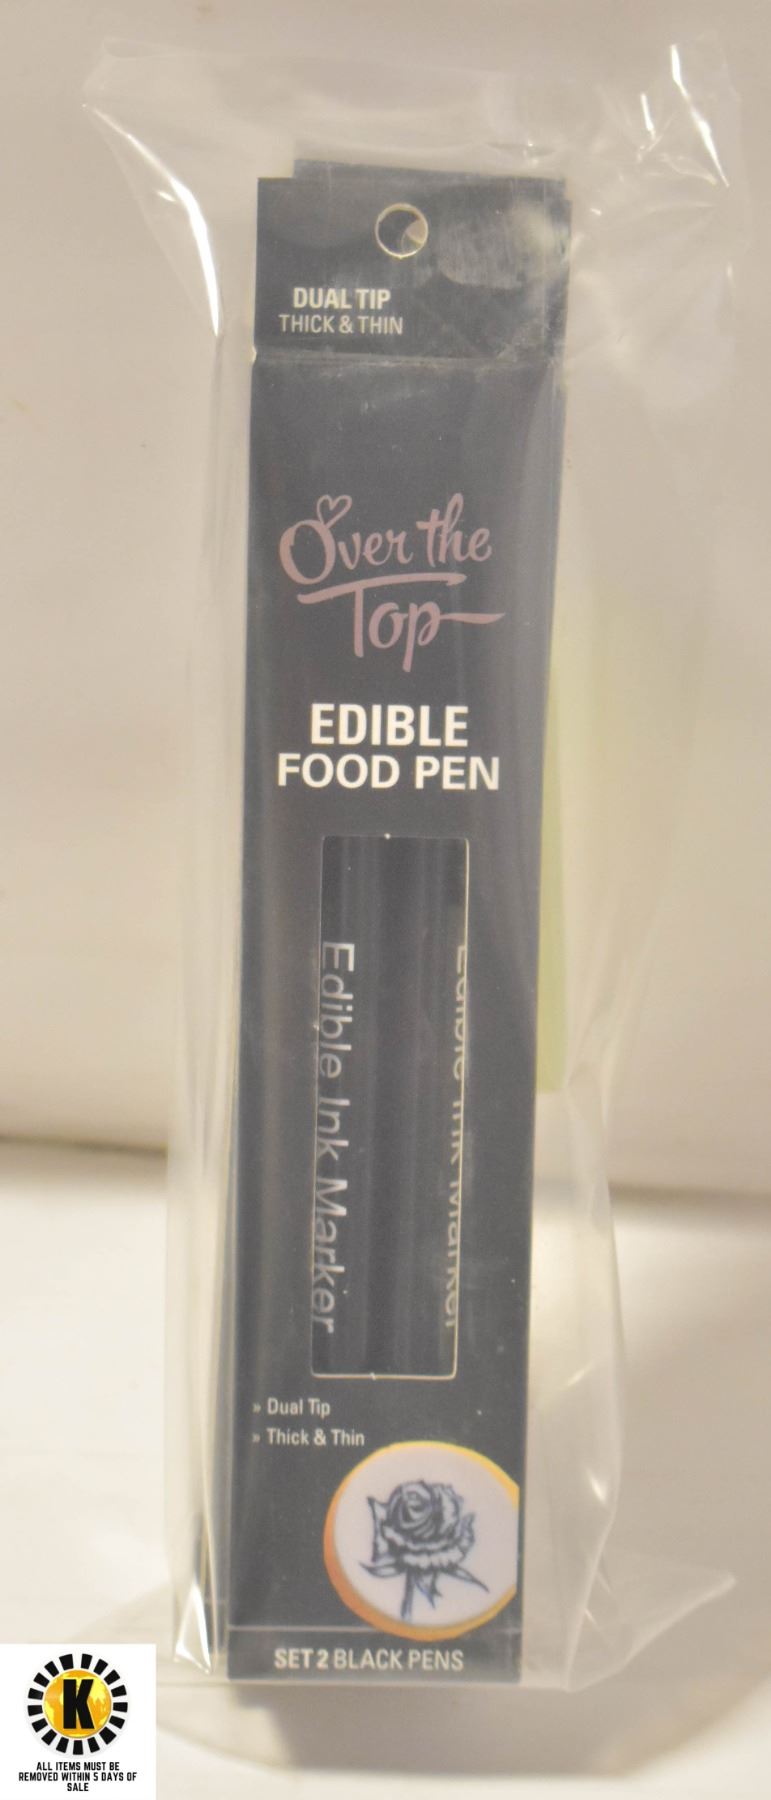 DUAL TIP
THICK & THIN
Over the
Top
EDIBLE
FOOD PEN
Edible Ink Marker
Edible Ink Marker
» Dual Tip
» Thick & Thin
SET 2 BLACK PENS
K
ALL ITEMS MUST BE
REMOVED WITHIN 5 DAYS OF
SALE